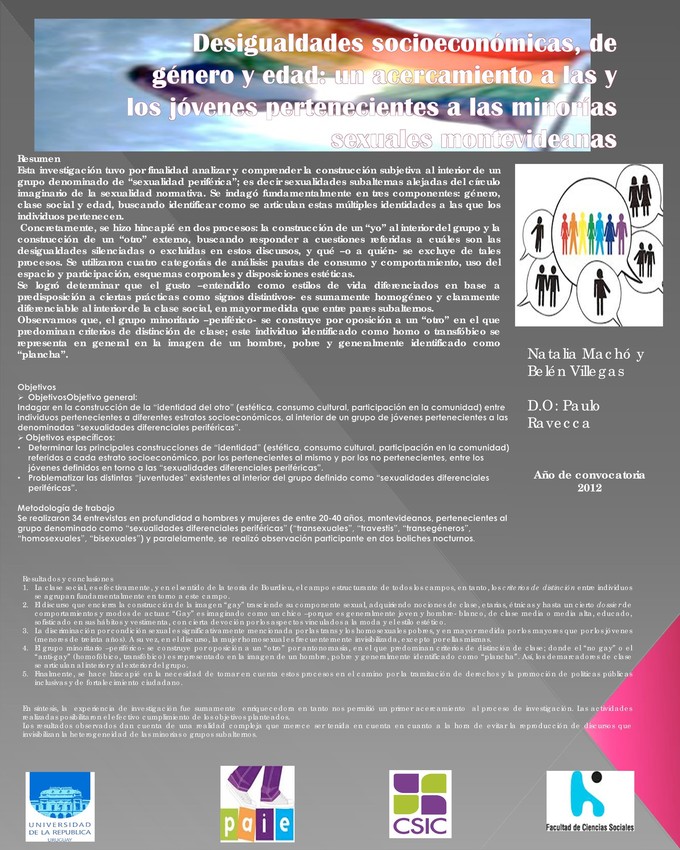 Desigualdades socioeconómicas, de
género y edad: un acercamiento a las y
los jóvenes pertenecientes a las minorías
sexuales montevideanas
Resumen
Esta investigación tuvo por finalidad analizar y comprender la construcción subjetiva al interior de un
grupo denominado de “sexualidad periférica”; es decir sexualidades subalternas alejadas del círculo
imaginario de la sexualidad normativa. Se indagó fundamentalmente en tres componentes: género,
clase social y edad, buscando identificar como se articulan estas múltiples identidades a las que los
individuos pertenecen.
Concretamente, se hizo hincapié en dos procesos: la construcción de un “yo” al interior del grupo y la
construcción de un “otro” externo, buscando responder a cuestiones referidas a cuáles son las
desigualdades silenciadas o excluidas en estos discursos, y qué –o a quién- se excluye de tales
procesos. Se utilizaron cuatro categorías de análisis: pautas de consumo y comportamiento, uso del
espacio y participación, esquemas corporales y disposiciones estéticas.
Se logró determinar que el gusto –entendido como estilos de vida diferenciados en base a
predisposición a ciertas prácticas como signos distintivos- es sumamente homogéneo y claramente
diferenciable al interior de la clase social, en mayor medida que entre pares subalternos.
Observamos que, el grupo minoritario –periférico- se construye por oposición a un “otro” en el que
predominan criterios de distinción de clase; este individuo identificado como homo o transfóbico se
representa en general en la imagen de un hombre, pobre y generalmente identificado como
“plancha”.
Natalia Machó y
Belén Villegas
D.O: Paulo
Ravecca
Año de convocatoria
2012
Objetivos
➢ ObjetivosObjetivo general:
Indagar en la construcción de la “identidad del otro” (estética, consumo cultural, participación en la comunidad) entre
individuos pertenecientes a diferentes estratos socioeconómicos, al interior de un grupo de jóvenes pertenecientes a las
denominadas “sexualidades diferenciales periféricas”.
➢ Objetivos específicos:
• Determinar las principales construcciones de “identidad” (estética, consumo cultural, participación en la comunidad)
referidas a cada estrato socioeconómico, por los pertenecientes al mismo y por los no pertenecientes, entre los
jóvenes definidos en torno a las “sexualidades diferenciales periféricas”.
• Problematizar las distintas “juventudes” existentes al interior del grupo definido como “sexualidades diferenciales
periféricas”.
Metodología de trabajo
Se realizaron 34 entrevistas en profundidad a hombres y mujeres de entre 20-40 años, montevideanos, pertenecientes al
grupo denominado como “sexualidades diferenciales periféricas” (“transexuales”, “travestis”, “transegéneros”,
“homosexuales”, “bisexuales”) y paralelamente, se realizó observación participante en dos boliches nocturnos.
Resultados y conclusiones
1. La clase social, es efectivamente, y en el sentido de la teoría de Bourdieu, el campo estructurante de todos los campos, en tanto, los criterios de distinción entre individuos
se agrupan fundamentalmente en torno a este campo.
2. El discurso que encierra la construcción de la imagen “gay” trasciende su componente sexual, adquiriendo nociones de clase, etarias, étnicas y hasta un cierto dossier de
comportamientos y modos de actuar. “Gay” es imaginado como un chico –porque es generalmente joven y hombre- blanco, de clase media o media alta, educado,
sofisticado en sus hábitos y vestimenta, con cierta devoción por los aspectos vinculados a la moda y el estilo estético.
3. La discriminación por condición sexual es significativamente mencionada por las trans y los homosexuales pobres, y en mayor medida por los mayores que por los jóvenes
(menores de treinta años). A su vez, en el discurso, la mujer homosexual es frecuentemente invisibilizada, excepto por ellas mismas.
4. El grupo minoritario –periférico- se construye por oposición a un “otro” por antonomasia, en el que predominan criterios de distinción de clase; donde el “no gay” o el
“anti-gay” (homofóbico, transfóbico) es representado en la imagen de un hombre, pobre y generalmente identificado como “plancha”. Así, los demarcadores de clase
se articulan al interior y al exterior del grupo.
5. Finalmente, se hace hincapié en la necesidad de tomar en cuenta estos procesos en el camino por la tramitación de derechos y la promoción de políticas públicas
inclusivas y de fortalecimiento ciudadano.
En síntesis, la experiencia de investigación fue sumamente enriquecedora en tanto nos permitió un primer acercamiento al proceso de investigación. Las actividades
realizadas posibilitaron el efectivo cumplimiento de los objetivos planteados.
Los resultados observados dan cuenta de una realidad compleja que merece ser tenida en cuenta en cuanto a la hora de evitar la reproducción de discursos que
invisibilizan la heterogeneidad de las minorías o grupos subalternos.
UNIVERSIDAD
DE LA REPUBLICA
URUGUAY
paie
CSIC
Facultad de Ciencias Sociales